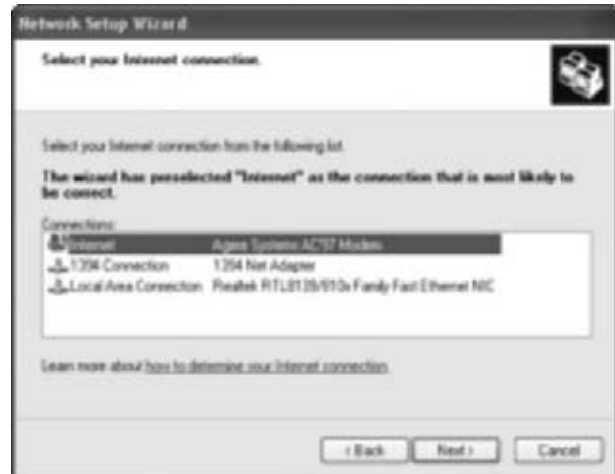 Network Setup Wizard
Select your Internet connection.
Select your Internet connection from the following list.
The wizard has preselected "Internet" as the connection that is most likely to
be correct.
Connections:
Internet Agere Systems AC'97 Modem
1394 Connection 1394 Net Adapter
Local Area Connection Realtek RTL8139/810x Family Fast Ethernet NIC
Learn more about how to determine your Internet connection.
< Back Next > Cancel